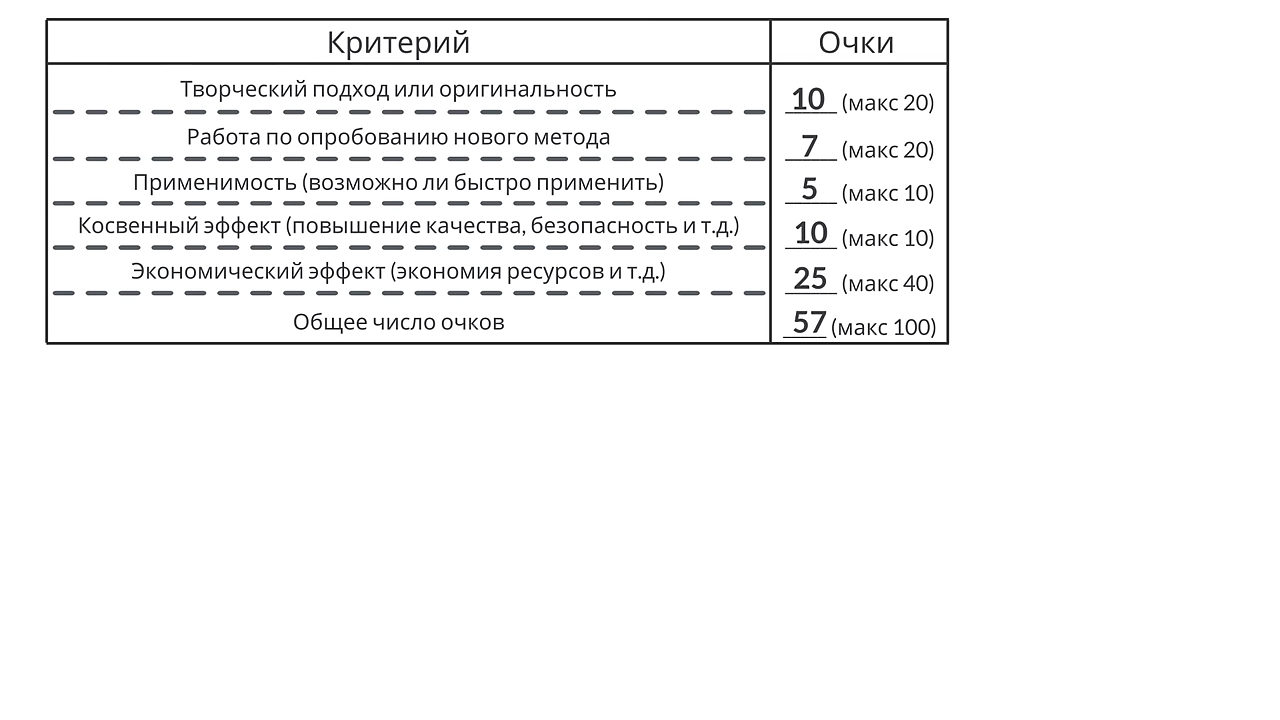 Критерий Очки
Творческий подход или оригинальность 10 (макс 20)
Работа по опробованию нового метода 7 (макс 20)
Применимость (возможно ли быстро применить) 5 (макс 10)
Косвенный эффект (повышение качества, безопасность и т.д.) 10 (макс 10)
Экономический эффект (экономия ресурсов и т.д.) 25 (макс 40)
Общее число очков 57 (макс 100)